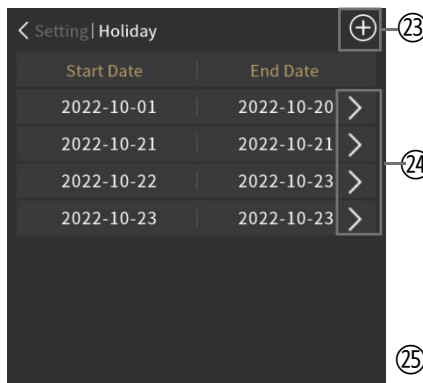 Setting| Holiday ㉓
Start Date | End Date
2022-10-01 | 2022-10-20
2022-10-21 | 2022-10-21 ㉔
2022-10-22 | 2022-10-23
2022-10-23 | 2022-10-23
㉕